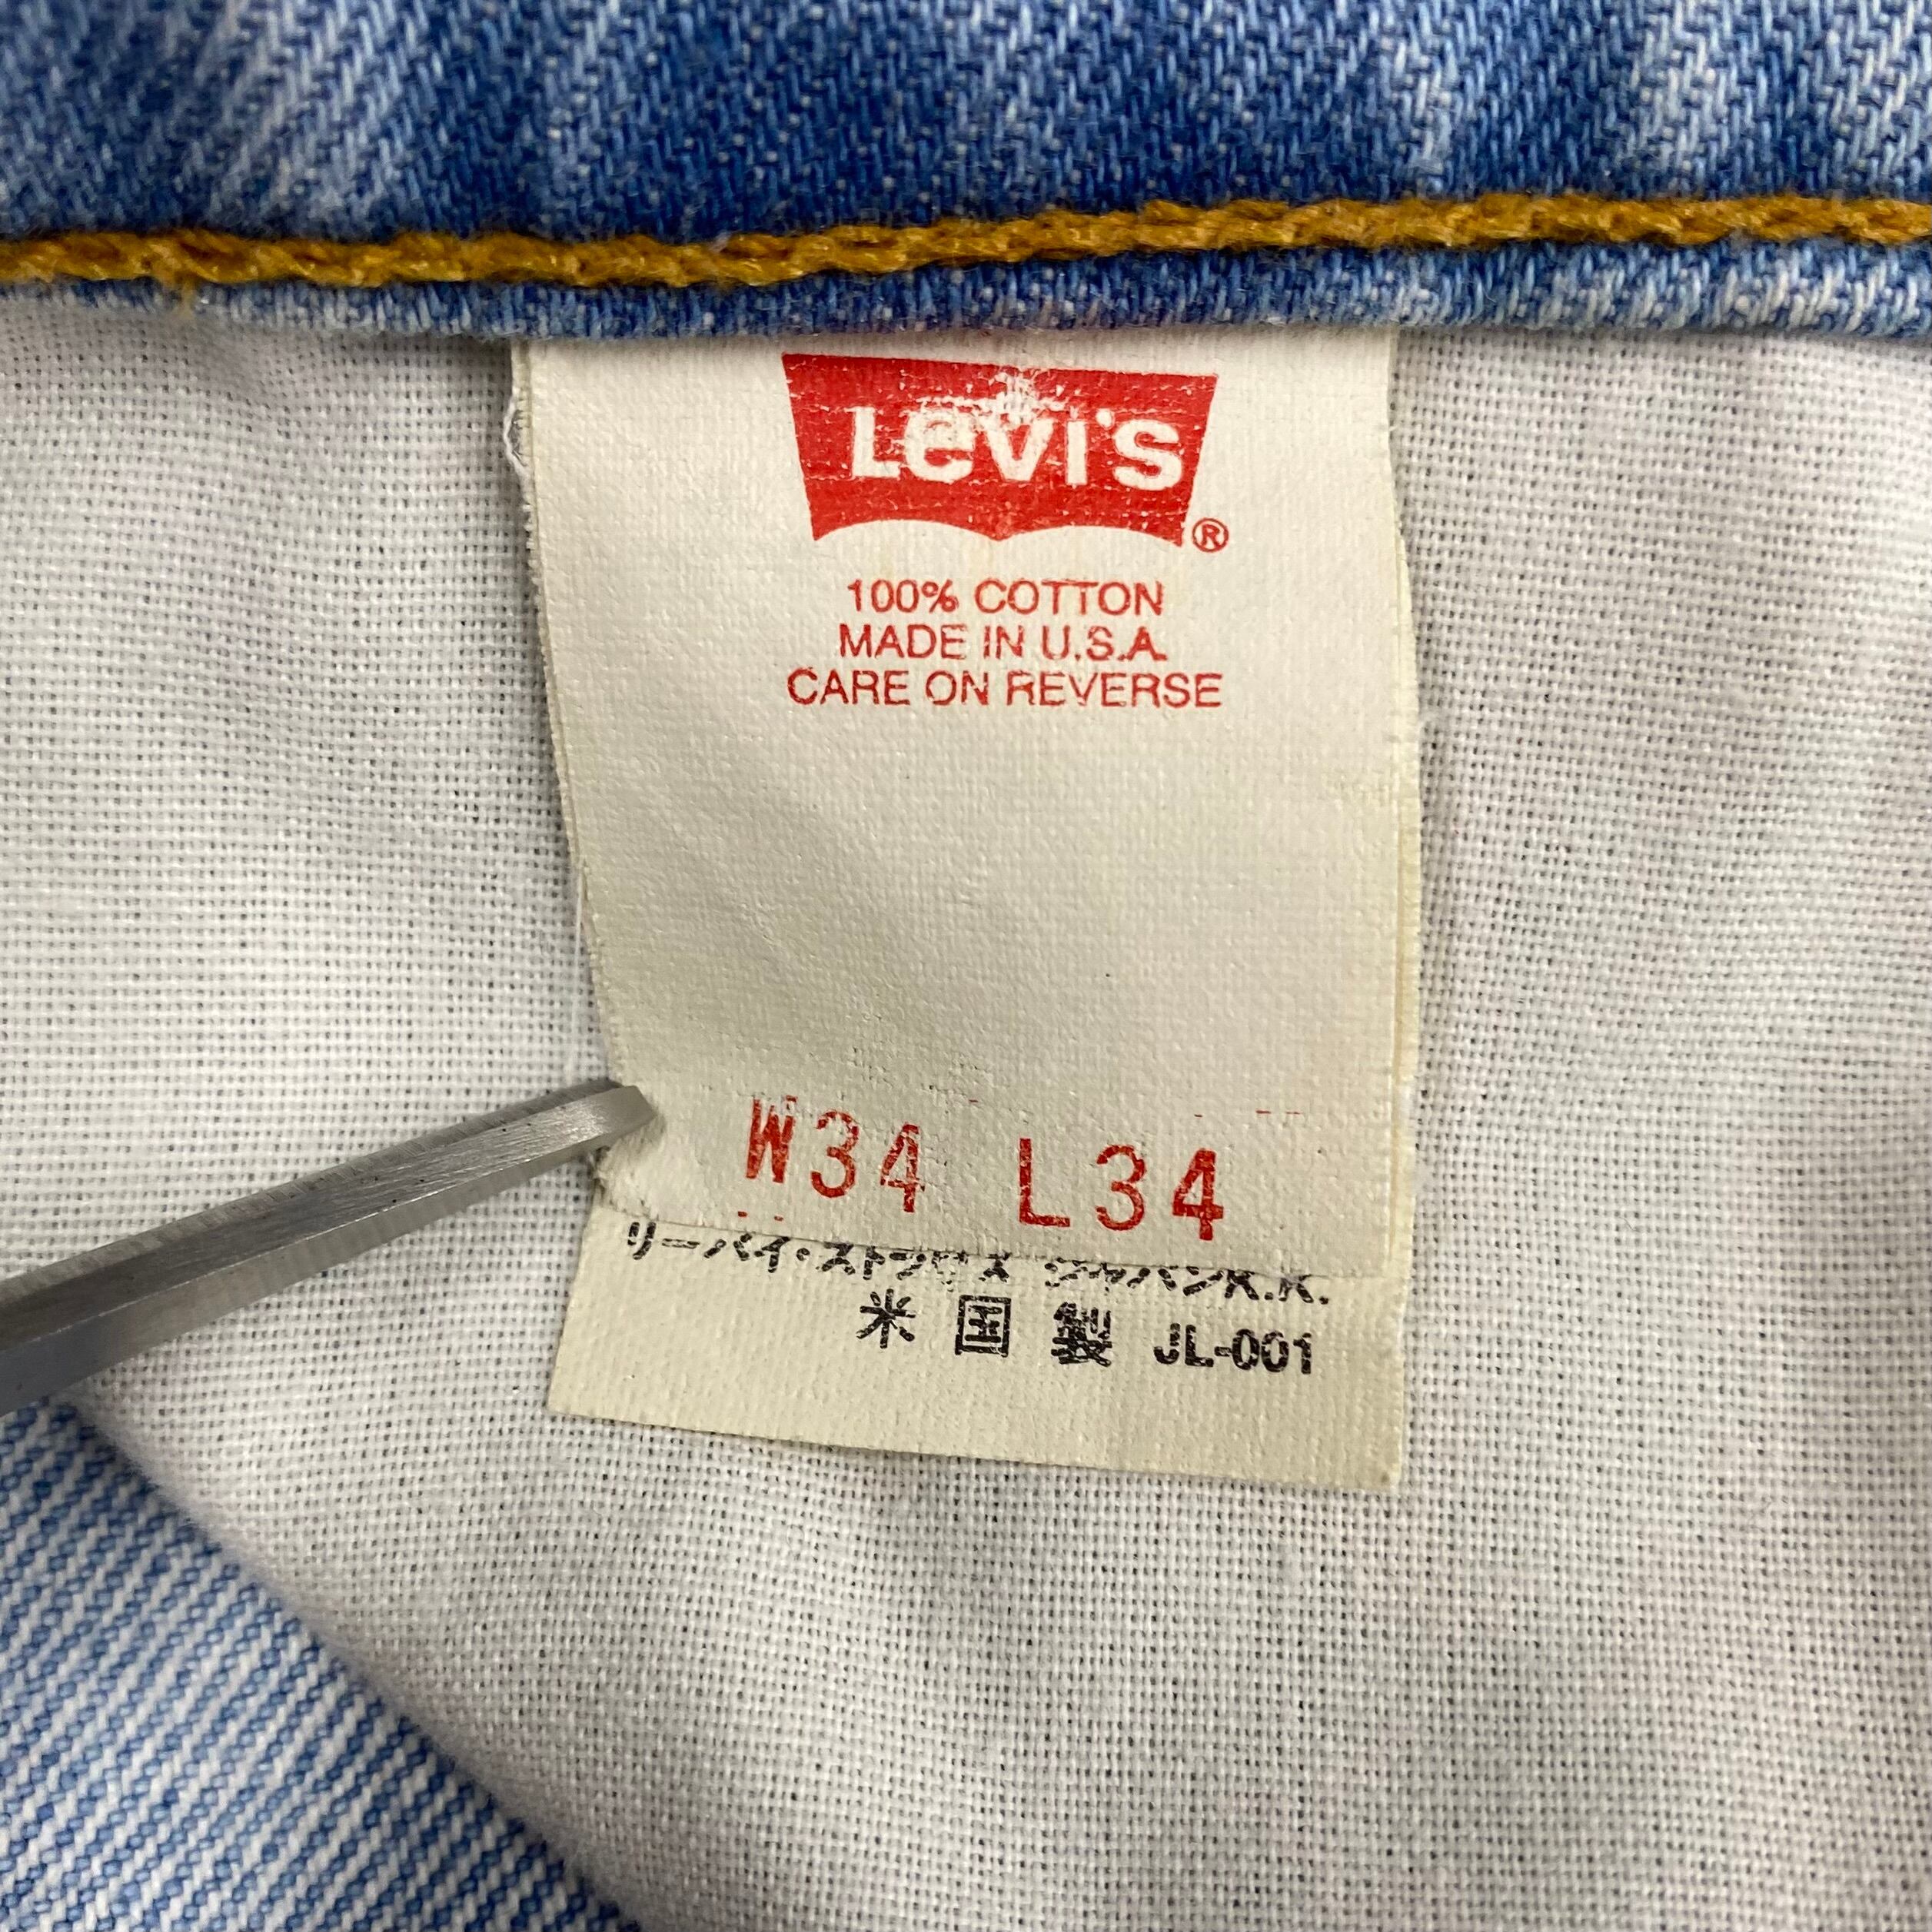 Levi's®
100% COTTON
MADE IN U.S.A.
CARE ON REVERSE
W34 L34
リーバイ・ストラウス ジャパンK.K.
米国製 JL-001